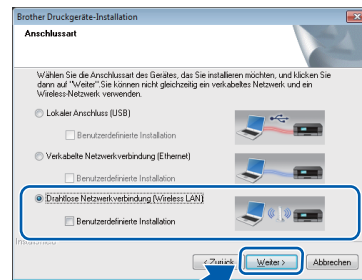 Brother Druckgeräte-Installation
Anschlussart
Wählen Sie die Anschlussart des Gerätes, das Sie installieren möchten, und klicken Sie
dann auf "Weiter". Sie können nicht gleichzeitig ein verkabeltes Netzwerk und ein
Wireless-Netzwerk verwenden.
Lokaler Anschluss (USB)
Benutzerdefinierte Installation
Verkabelte Netzwerkverbindung (Ethernet)
Benutzerdefinierte Installation
Drahtlose Netzwerkverbindung (Wireless LAN)
Benutzerdefinierte Installation
< Zurück
Weiter >
Abbrechen